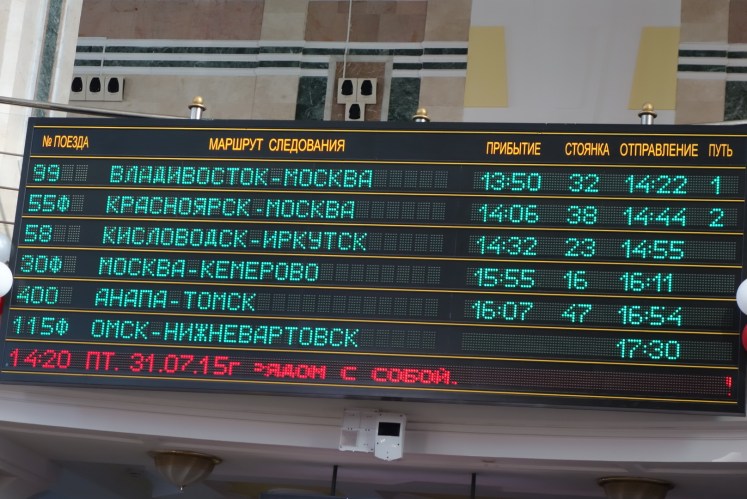 № ПОЕЗДА МАРШРУТ СЛЕДОВАНИЯ ПРИБЫТИЕ СТОЯНКА ОТПРАВЛЕНИЕ ПУТЬ
99 ВЛАДИВОСТОК-МОСКВА 13:50 32 14:22 1
55Ф КРАСНОЯРСК-МОСКВА 14:06 38 14:44 2
58 КИСЛОВОДСК-ИРКУТСК 14:32 23 14:55
30Ф МОСКВА-КЕМЕРОВО 15:55 16 16:11
400 АНАПА-ТОМСК 16:07 47 16:54
115Ф ОМСК-НИЖНЕВАРТОВСК 17:30
14:20 ПТ. 31.07.15г РЯДОМ С СОБОЙ.